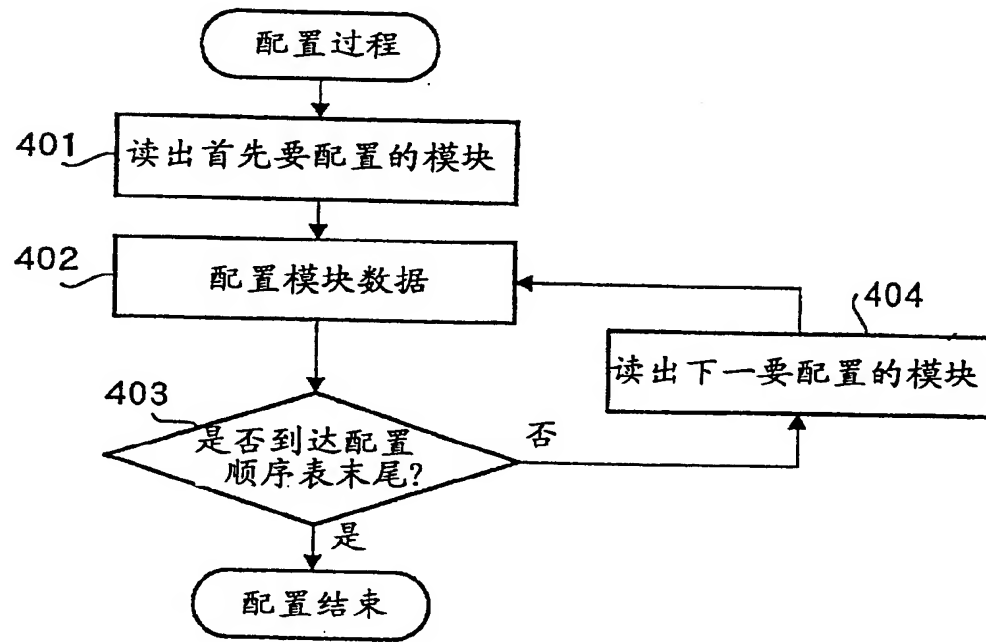 配置过程
401
读出首先要配置的模块
402
配置模块数据
404
读出下一要配置的模块
403
是否到达配置
顺序表末尾?
否
是
配置结束